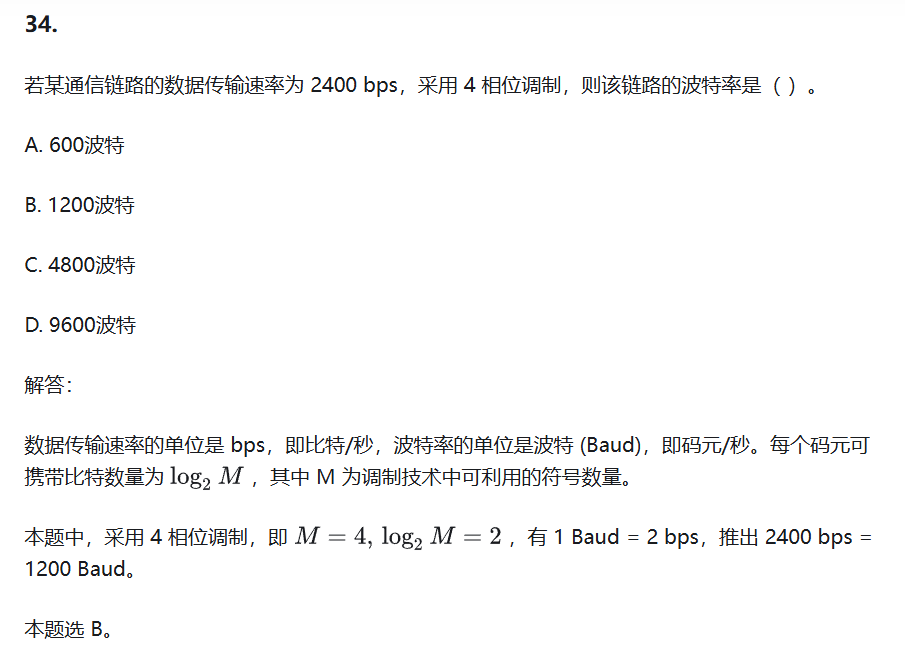 34.
若某通信链路的数据传输速率为 2400 bps，采用 4 相位调制，则该链路的波特率是（ ）。
A. 600波特
B. 1200波特
C. 4800波特
D. 9600波特
解答：
数据传输速率的单位是 bps，即比特/秒，波特率的单位是波特 (Baud)，即码元/秒。每个码元可
携带比特数量为 log₂ M ，其中 M 为调制技术中可利用的符号数量。
本题中，采用 4 相位调制，即 M = 4, log₂ M = 2 ，有 1 Baud = 2 bps，推出 2400 bps =
1200 Baud。
本题选 B。